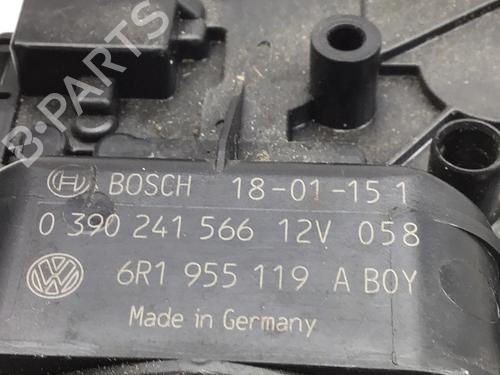 B-PARTS
BOSCH 18-01-15 1
0 390 241 566 12V 058
6R1 955 119 A BOY
Made in Germany